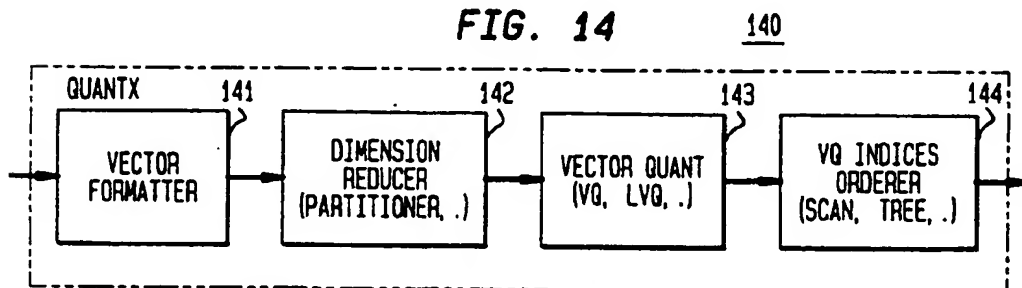 FIG. 14
140
QUANTX
141
VECTOR
FORMATTER
142
DIMENSION
REDUCER
(PARTITIONER, .)
143
VECTOR QUANT
(VQ, LVQ, .)
144
VQ INDICES
ORDERER
(SCAN, TREE, .)